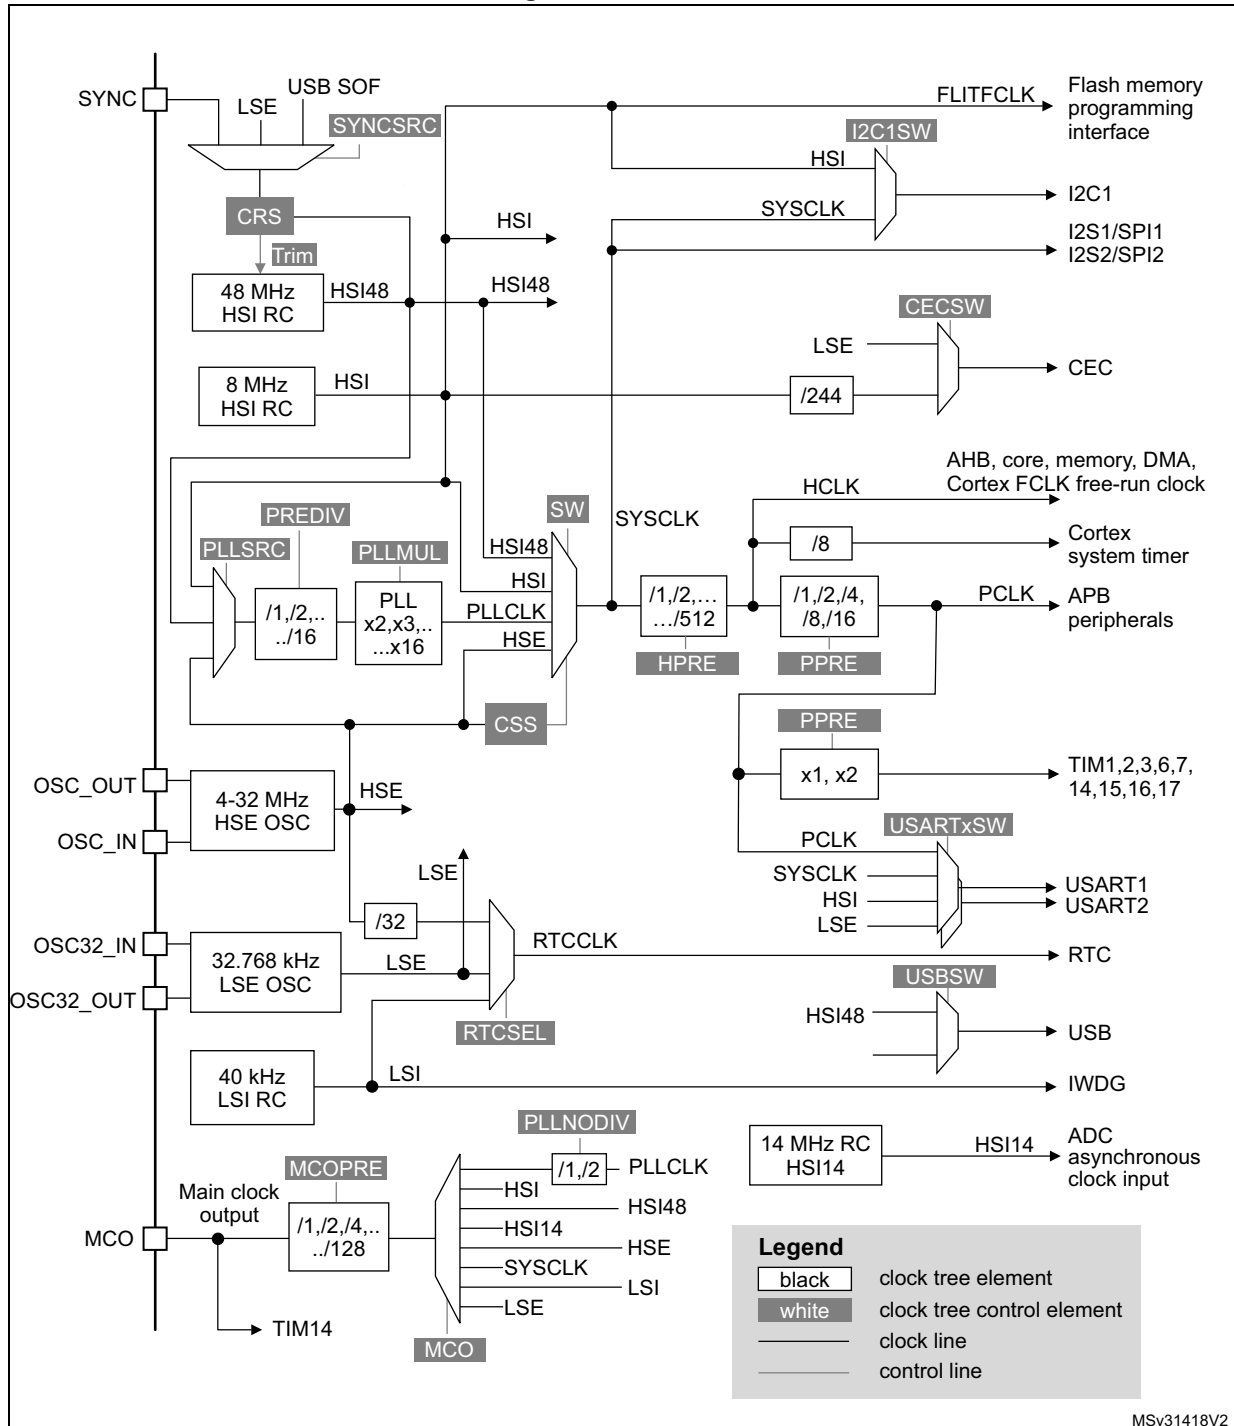 SYNC
LSE
USB SOF
SYNCSRC
CRS
Trim
48 MHz
HSI RC
HSI48
HSI
HSI48
8 MHz
HSI RC
HSI
FLITFCLK
Flash memory
programming
interface
I2C1SW
HSI
SYSCLK
I2C1
I2S1/SPI1
I2S2/SPI2
CECSW
LSE
/244
CEC
AHB, core, memory, DMA,
Cortex FCLK free-run clock
HCLK
/8
Cortex
system timer
PLLSRC
PREDIV
/1,/2,..
../16
PLLMUL
PLL
x2,x3,..
...x16
SW
HSI48
HSI
PLLCLK
HSE
CSS
SYSCLK
/1,/2,…
…/512
HPRE
/1,/2,/4,
/8,/16
PPRE
PCLK
APB
peripherals
PPRE
x1, x2
TIM1,2,3,6,7,
14,15,16,17
OSC_OUT
OSC_IN
4-32 MHz
HSE OSC
HSE
USARTxSW
PCLK
SYSCLK
HSI
LSE
USART1
USART2
LSE
/32
OSC32_IN
OSC32_OUT
32.768 kHz
LSE OSC
LSE
RTCCLK
RTC
RTCSEL
USBSW
HSI48
USB
40 kHz
LSI RC
LSI
IWDG
14 MHz RC
HSI14
HSI14
ADC
asynchronous
clock input
PLLNODIV
/1,/2
PLLCLK
HSI
HSI48
HSI14
HSE
SYSCLK
LSI
LSE
MCO
MCOPRE
/1,/2,/4,..
../128
Main clock
output
MCO
TIM14
Legend
black
clock tree element
white
clock tree control element
clock line
control line
MSv31418V2